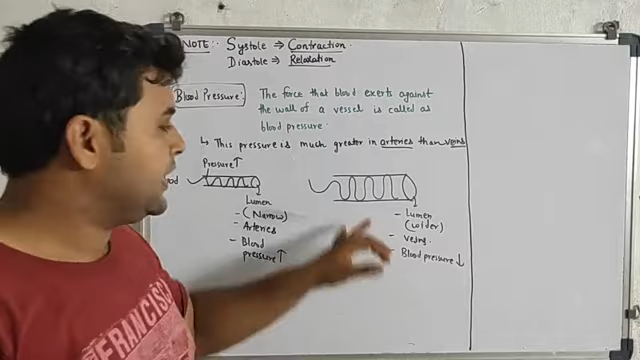 NOTE:- Systole ⇒ Contraction.
Diastole ⇒ Relaxation
Blood Pressure: The force that blood exerts against
the wall of a vessel is called as
blood pressure.
↳ This pressure is much greater in arteries than veins
Pressure ↑
Lumen
- (Narrow)
- Arteries
- Blood
pressure ↑
- Lumen
(wider)
- veins.
Blood pressure ↓
FRANCISC